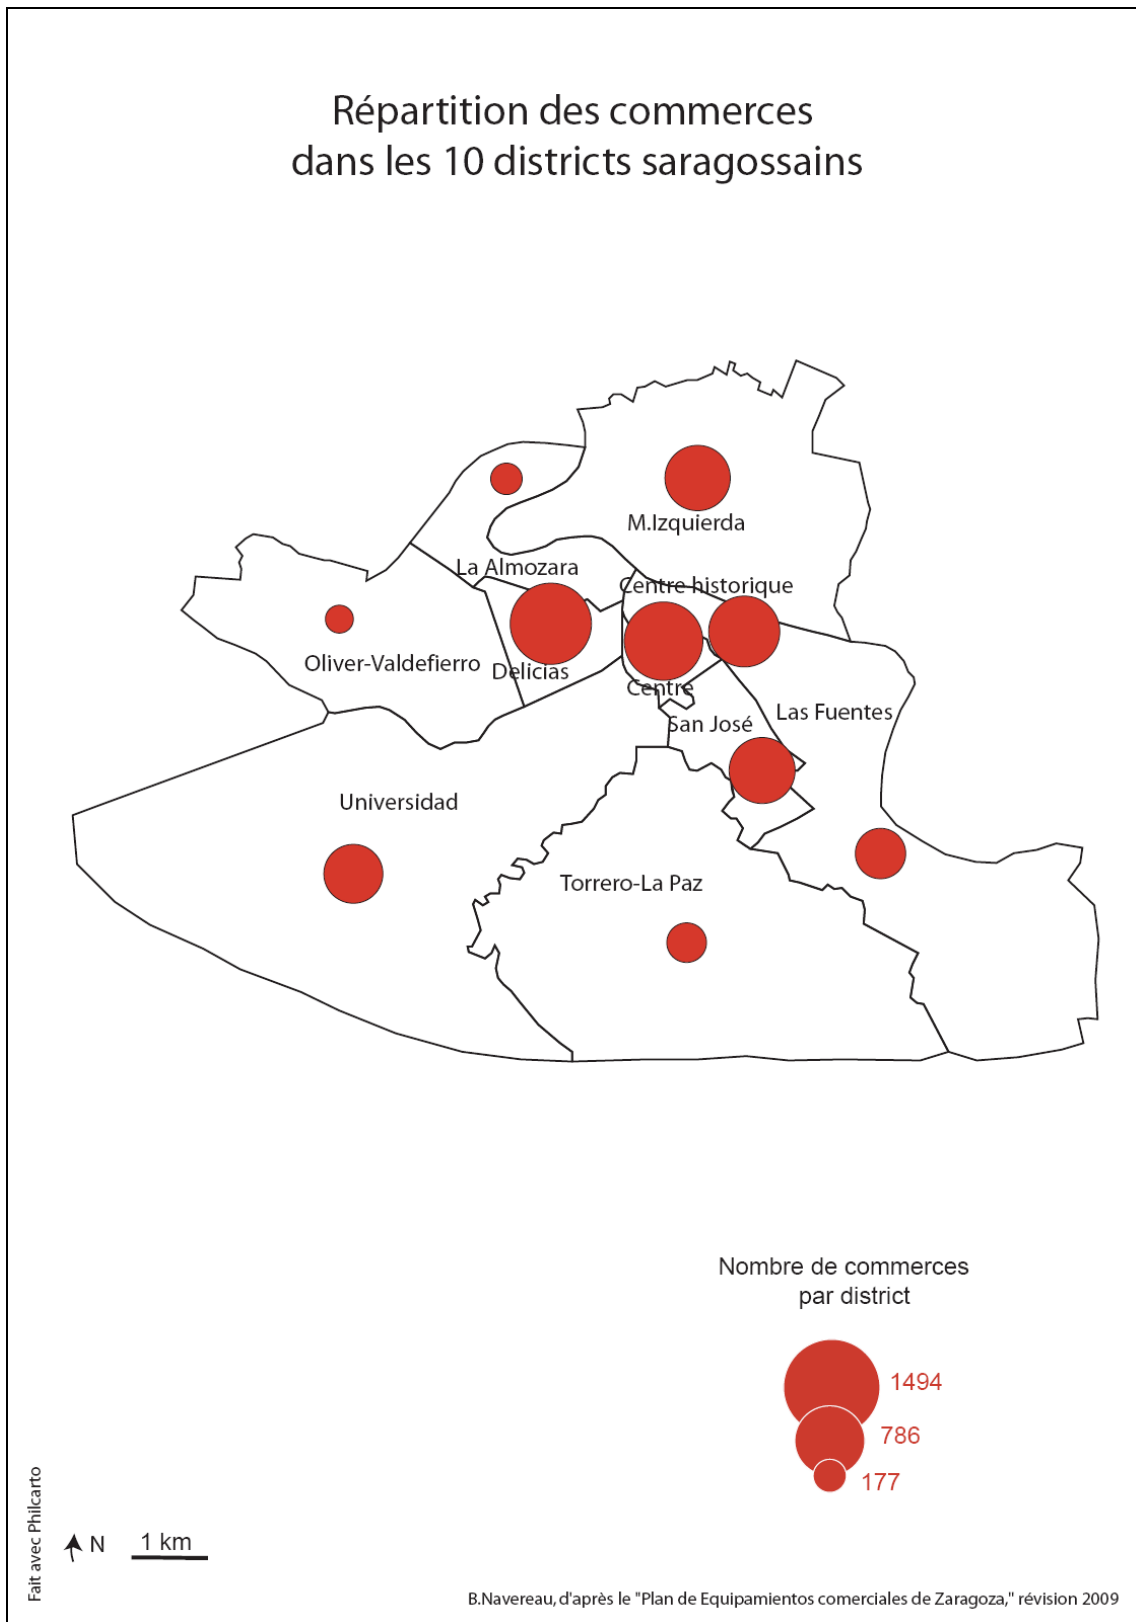 Répartition des commerces
dans les 10 districts saragossains
M.Izquierda
La Almozara
Centre historique
Oliver-Valdefierro
Delicias
Centre
Las Fuentes
San José
Universidad
Torrero-La Paz
Nombre de commerces
par district
1494
786
177
Fait avec Philcarto
N
1 km
B.Navereau, d'après le "Plan de Equipamientos comerciales de Zaragoza," révision 2009